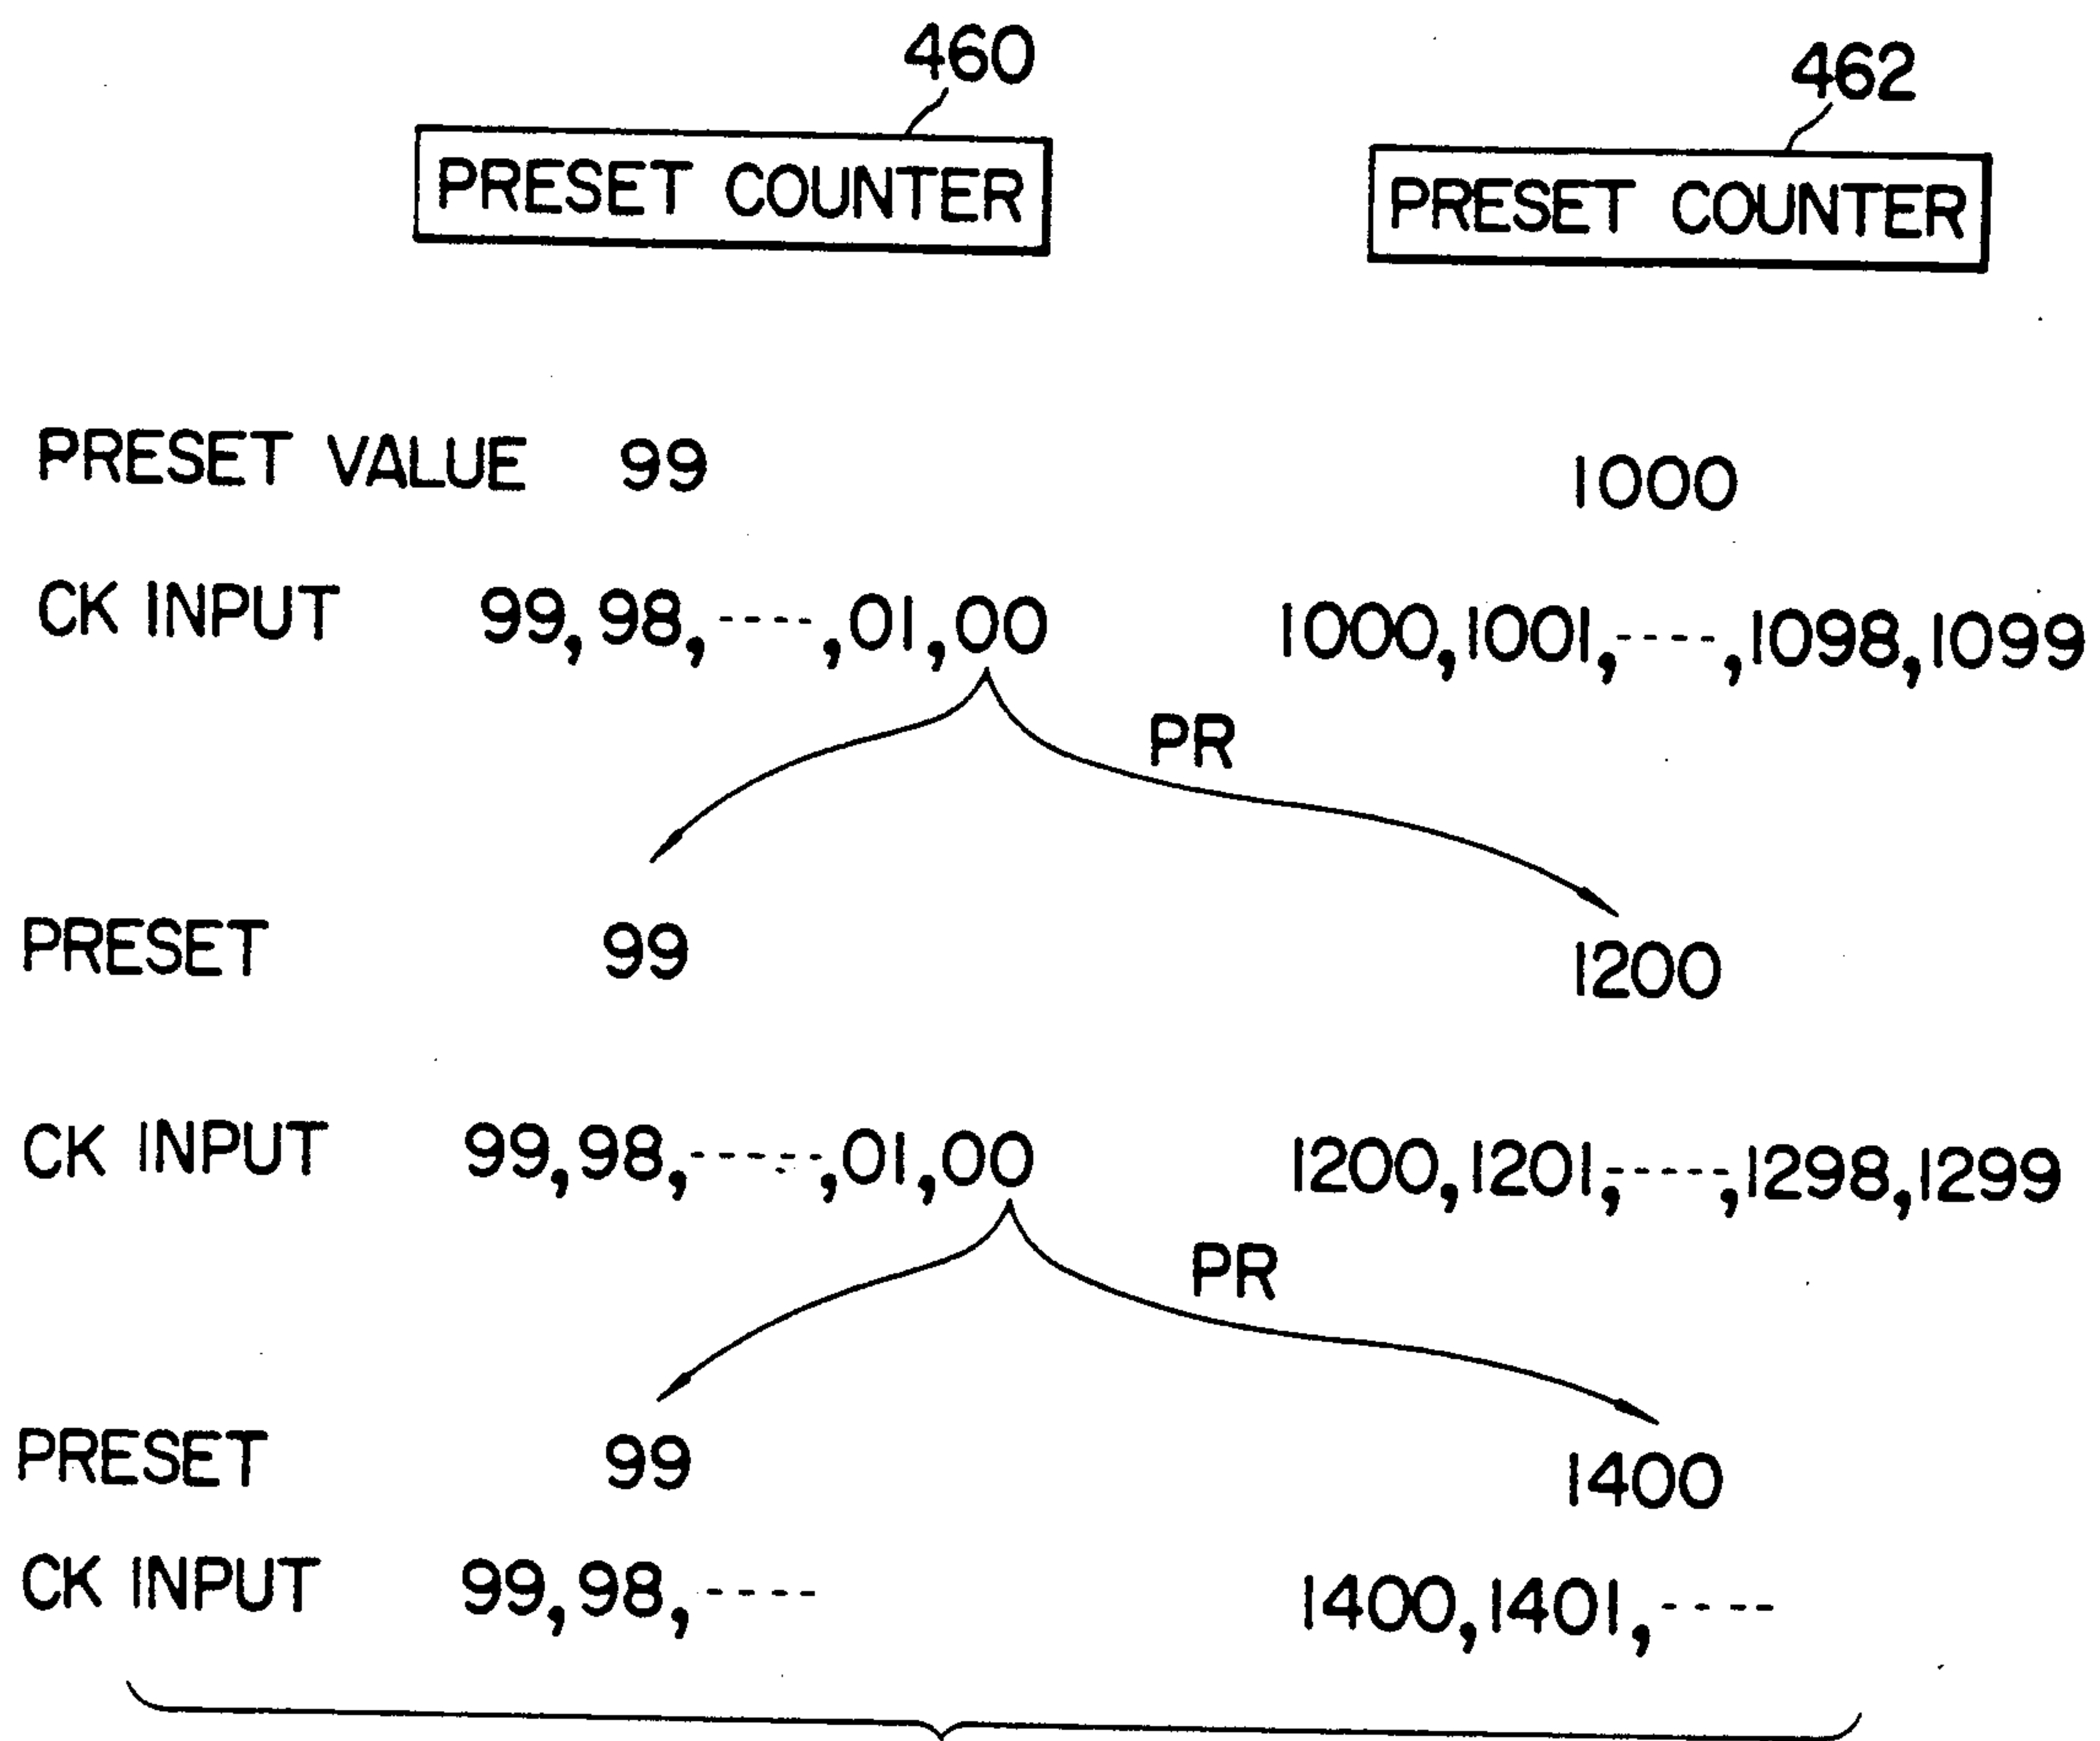 460 462
PRESET COUNTER PRESET COUNTER
PRESET VALUE 99 1000
CK INPUT 99,98,----,01,00 1000,1001,----,1098,1099
PR
PRESET 99 1200
CK INPUT 99,98,-----,01,00 1200,1201,----,1298,1299
PR
PRESET 99 1400
CK INPUT 99,98,---- 1400,1401,----